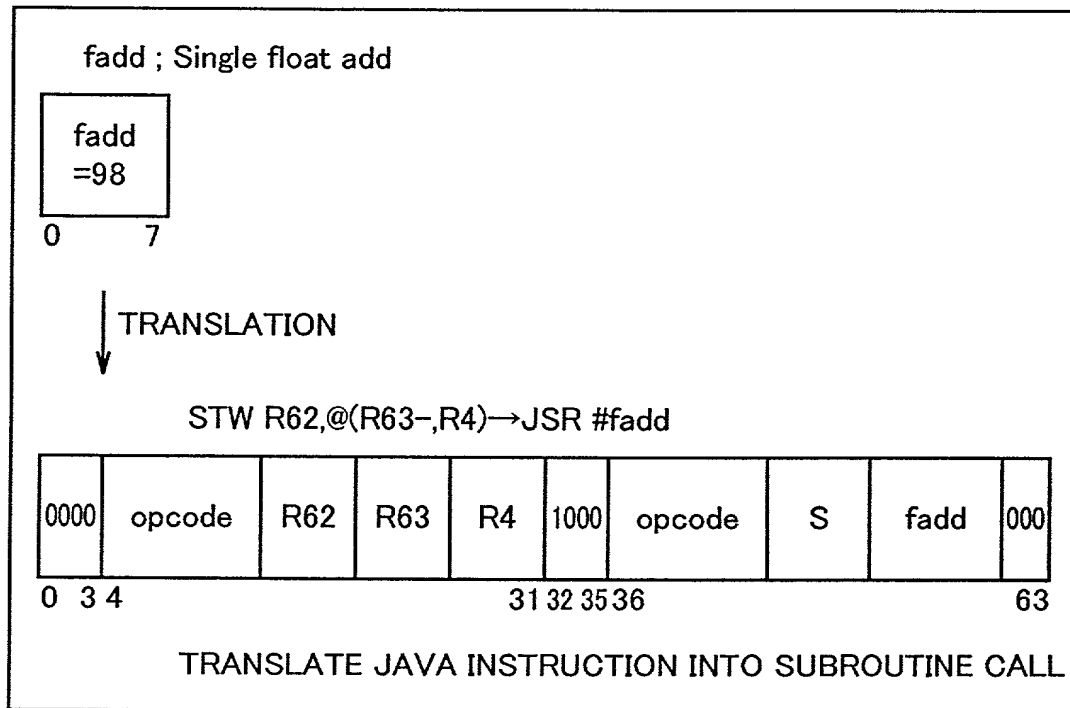 fadd ; Single float add
fadd
=98
0 7
TRANSLATION
STW R62,@(R63−,R4)→JSR #fadd
0000 opcode R62 R63 R4 1000 opcode S fadd 000
0 3 4 31 32 35 36 63
TRANSLATE JAVA INSTRUCTION INTO SUBROUTINE CALL